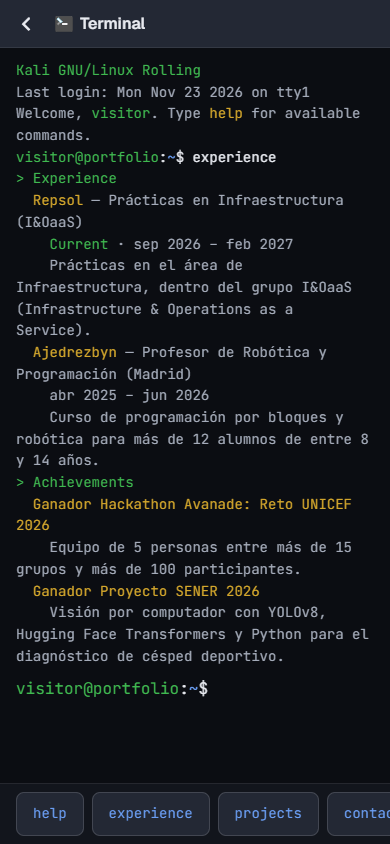 Terminal
Kali GNU/Linux Rolling
Last login: Mon Nov 23 2026 on tty1
Welcome, visitor. Type help for available
commands.
visitor@portfolio:~$ experience
> Experience
Repsol — Prácticas en Infraestructura
(I&OaaS)
Current · sep 2026 – feb 2027
Prácticas en el área de
Infraestructura, dentro del grupo I&OaaS
(Infrastructure & Operations as a
Service).
Ajedrezbyn — Profesor de Robótica y
Programación (Madrid)
abr 2025 – jun 2026
Curso de programación por bloques y
robótica para más de 12 alumnos de entre 8
y 14 años.
> Achievements
Ganador Hackathon Avanade: Reto UNICEF
2026
Equipo de 5 personas entre más de 15
grupos y más de 100 participantes.
Ganador Proyecto SENER 2026
Visión por computador con YOLOv8,
Hugging Face Transformers y Python para el
diagnóstico de césped deportivo.
visitor@portfolio:~$
help experience projects